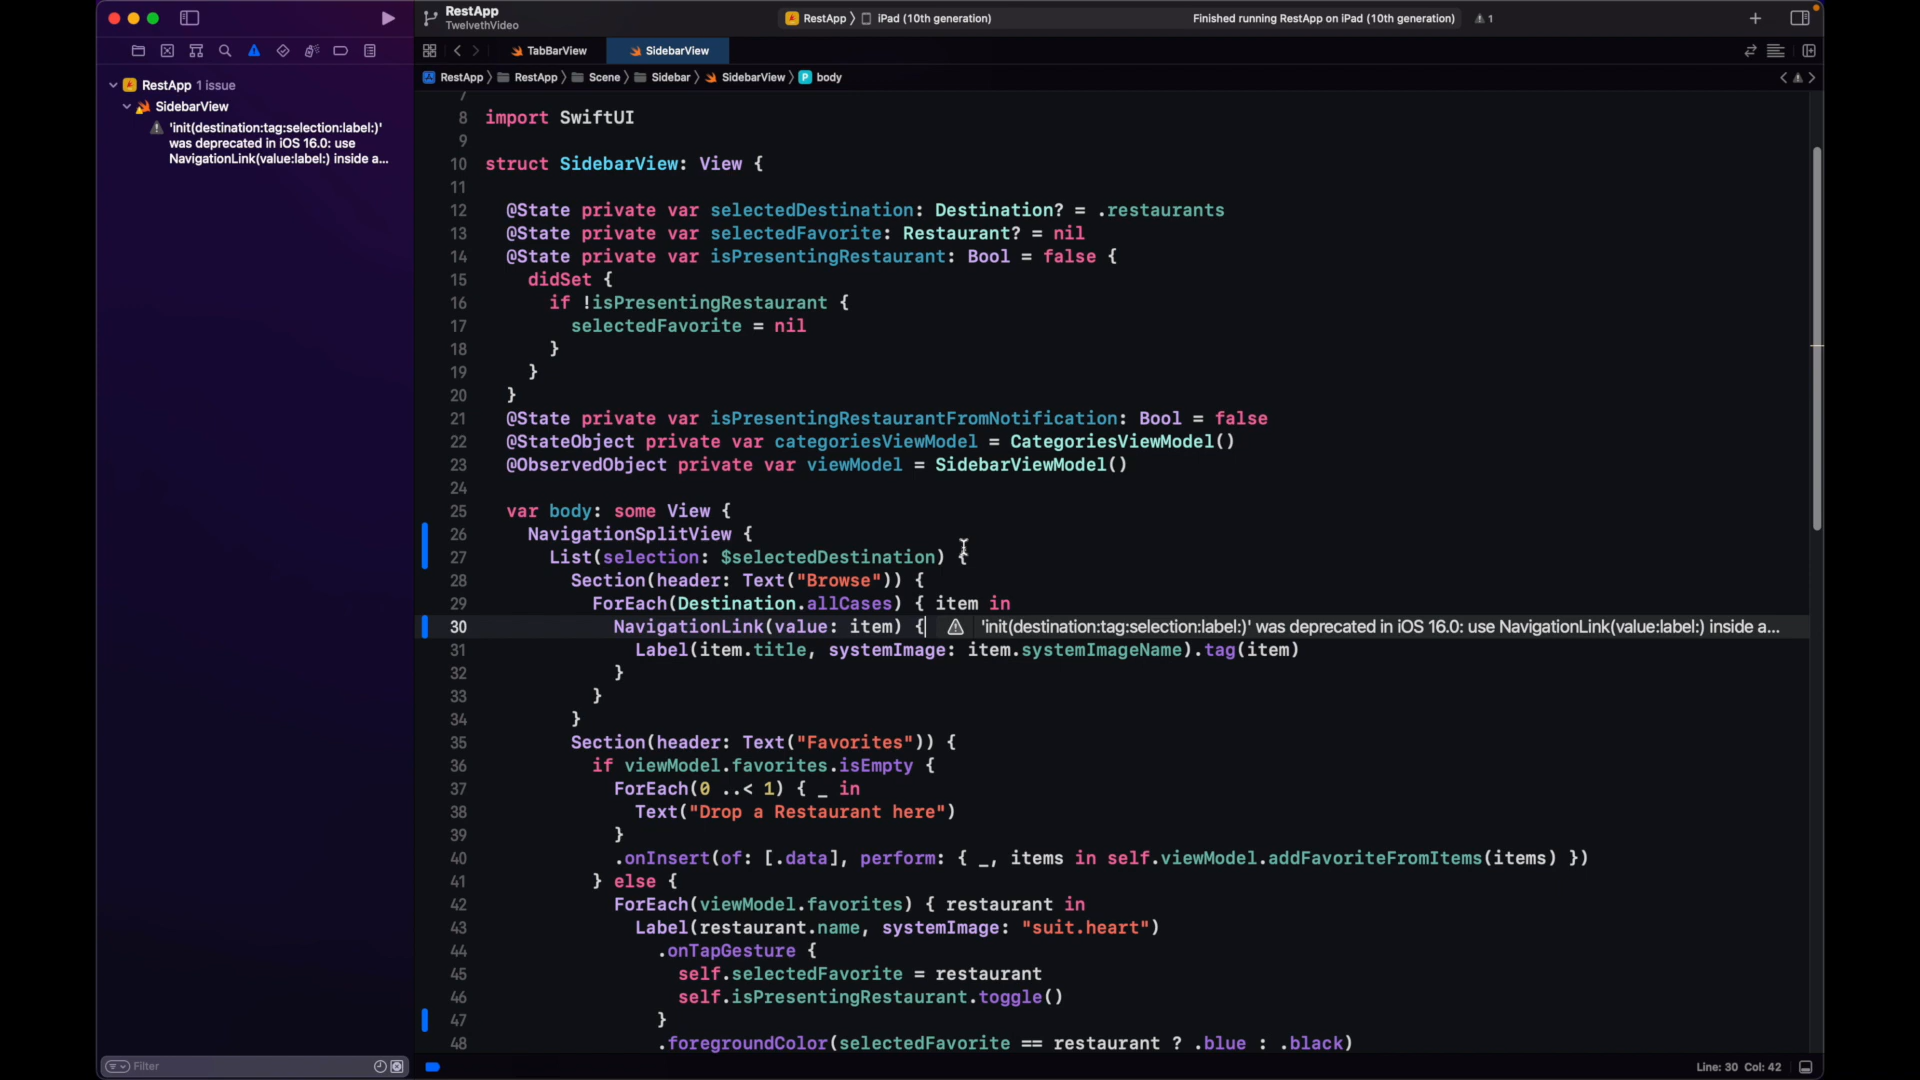 RestApp
TwelvethVideo
RestApp
iPad (10th generation)
Finished running RestApp on iPad (10th generation)
1
TabBarView
SidebarView
RestApp
RestApp
Scene
Sidebar
SidebarView
body
RestApp 1 issue
SidebarView
'init(destination:tag:selection:label:)'
was deprecated in iOS 16.0: use
NavigationLink(value:label:) inside a...
7
8 import SwiftUI
9
10 struct SidebarView: View {
11
12 @State private var selectedDestination: Destination? = .restaurants
13 @State private var selectedFavorite: Restaurant? = nil
14 @State private var isPresentingRestaurant: Bool = false {
15 didSet {
16 if !isPresentingRestaurant {
17 selectedFavorite = nil
18 }
19 }
20 }
21 @State private var isPresentingRestaurantFromNotification: Bool = false
22 @StateObject private var categoriesViewModel = CategoriesViewModel()
23 @ObservedObject private var viewModel = SidebarViewModel()
24
25 var body: some View {
26 NavigationSplitView {
27 List(selection: $selectedDestination) {
28 Section(header: Text("Browse")) {
29 ForEach(Destination.allCases) { item in
30 NavigationLink(value: item) { 'init(destination:tag:selection:label:)' was deprecated in iOS 16.0: use NavigationLink(value:label:) inside a...
31 Label(item.title, systemImage: item.systemImageName).tag(item)
32 }
33 }
34 }
35 Section(header: Text("Favorites")) {
36 if viewModel.favorites.isEmpty {
37 ForEach(0 ..< 1) { _ in
38 Text("Drop a Restaurant here")
39 }
40 .onInsert(of: [.data], perform: { _, items in self.viewModel.addFavoriteFromItems(items) })
41 } else {
42 ForEach(viewModel.favorites) { restaurant in
43 Label(restaurant.name, systemImage: "suit.heart")
44 .onTapGesture {
45 self.selectedFavorite = restaurant
46 self.isPresentingRestaurant.toggle()
47 }
48 .foregroundColor(selectedFavorite == restaurant ? .blue : .black)
Filter
Line: 30 Col: 42